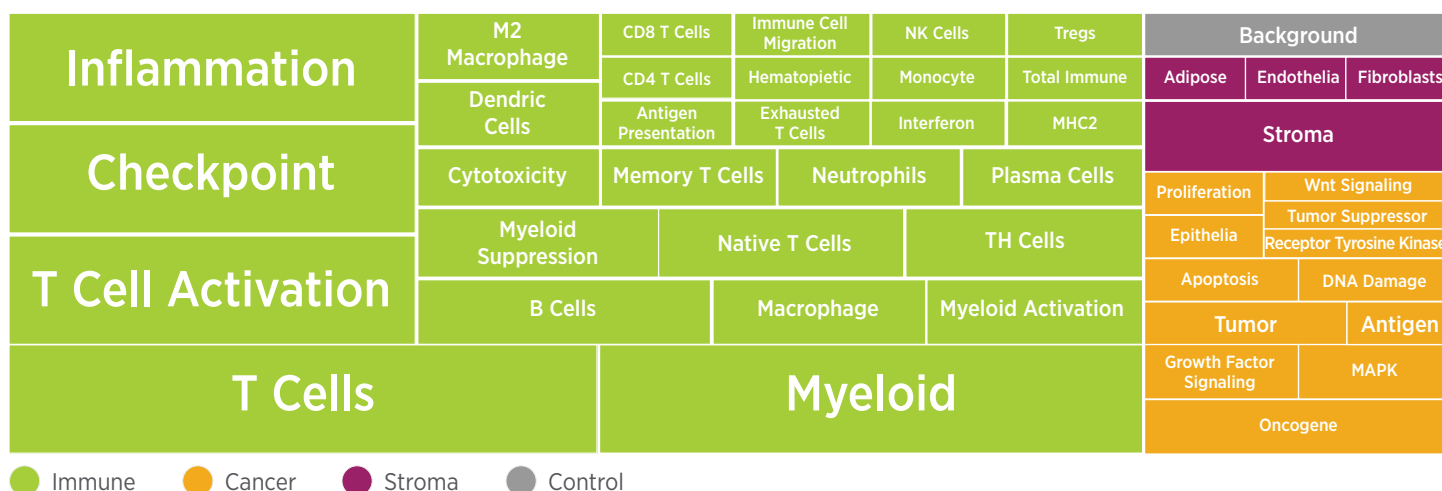 Inflammation
Checkpoint
T Cell Activation
T Cells
Myeloid
M2
Macrophage
Dendric
Cells
Cytotoxicity
CD8 T Cells
Immune Cell
Migration
NK Cells
Tregs
CD4 T Cells
Hematopietic
Monocyte
Total Immune
Antigen
Presentation
Exhausted
T Cells
Interferon
MHC2
Memory T Cells
Neutrophils
Plasma Cells
Myeloid
Suppression
Native T Cells
TH Cells
B Cells
Macrophage
Myeloid Activation
Background
Adipose
Endothelia
Fibroblasts
Stroma
Proliferation
Wnt Signaling
Tumor Suppressor
Epithelia
Receptor Tyrosine Kinase
Apoptosis
DNA Damage
Tumor
Antigen
Growth Factor
Signaling
MAPK
Oncogene
Immune
Cancer
Stroma
Control